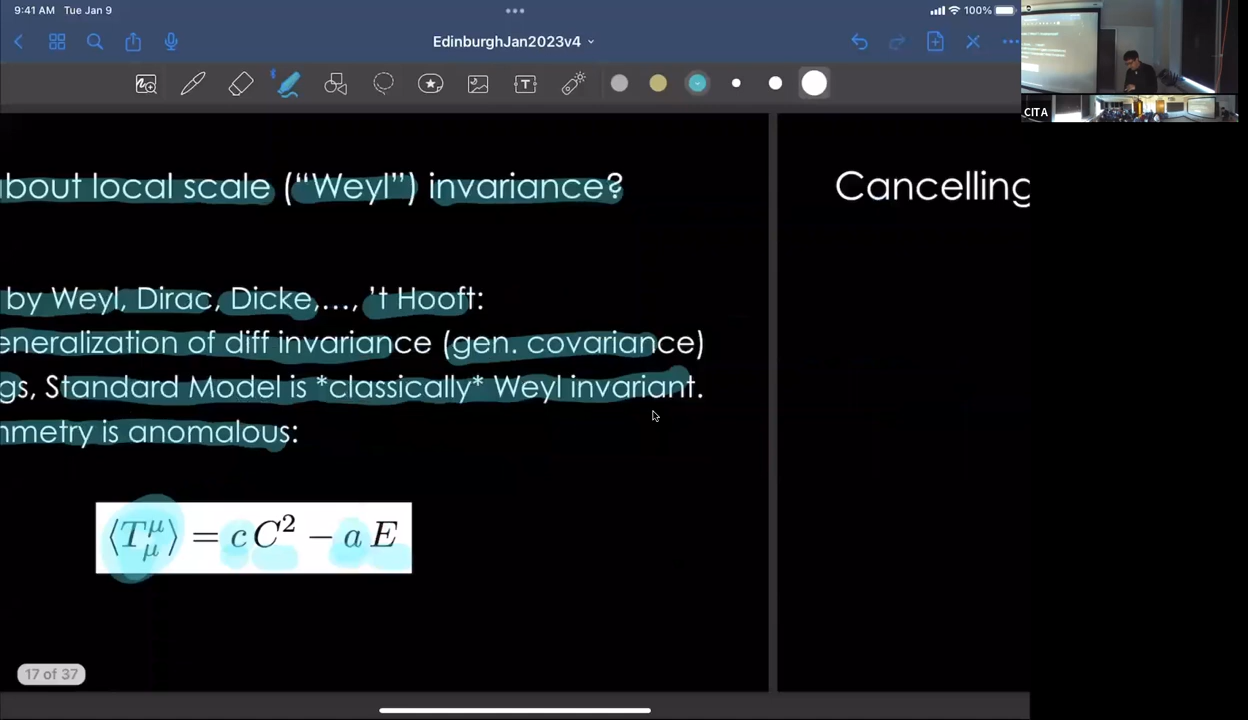 9:41 AM Tue Jan 9
100%
EdinburghJan2023v4
CITA
bout local scale (“Weyl”) invariance?
by Weyl, Dirac, Dicke,…, ’t Hooft:
eneralization of diff invariance (gen. covariance)
gs, Standard Model is *classically* Weyl invariant.
mmetry is anomalous:
⟨T^μ_μ⟩ = c C² − a E
Cancelling
17 of 37